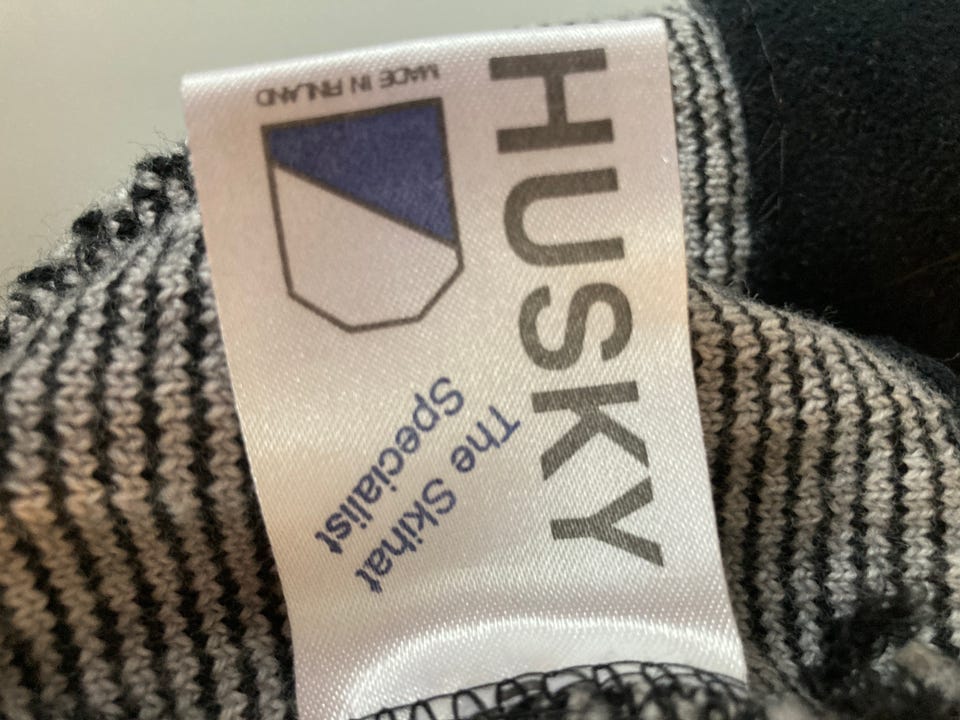 HUSKY
The Skihat
Specialist
MADE IN FINLAND